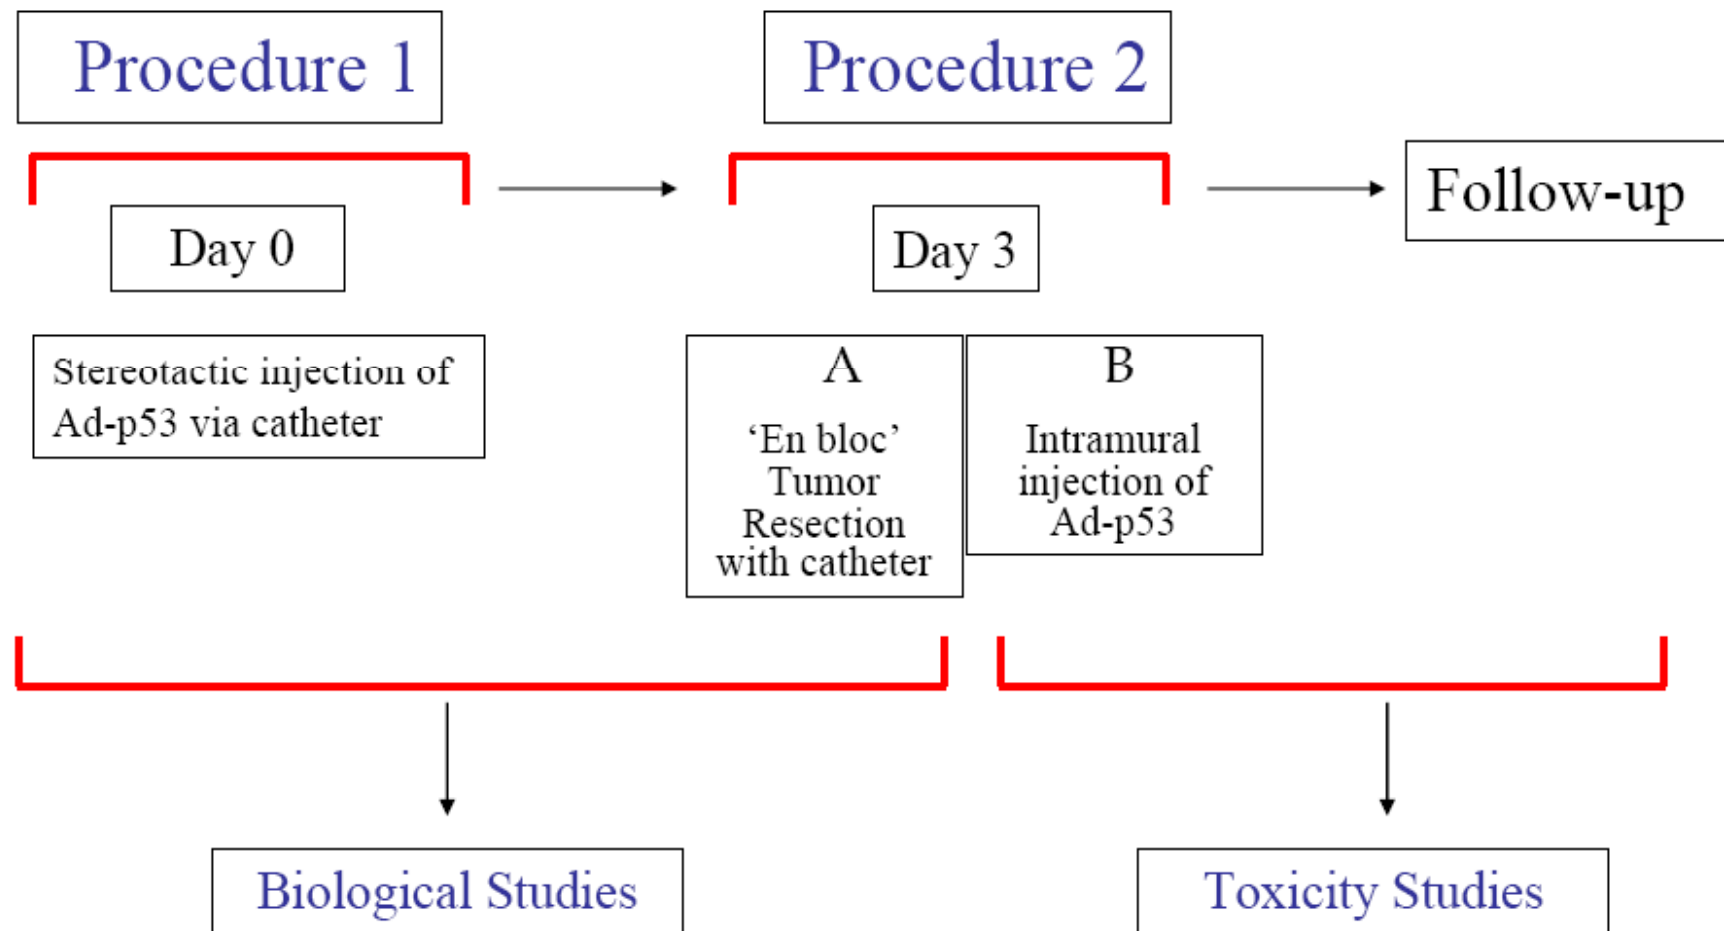 Procedure 1
Procedure 2
Follow-up
Day 0
Day 3
Stereotactic injection of
Ad-p53 via catheter
A
‘En bloc’
Tumor
Resection
with catheter
B
Intramural
injection of
Ad-p53
Biological Studies
Toxicity Studies